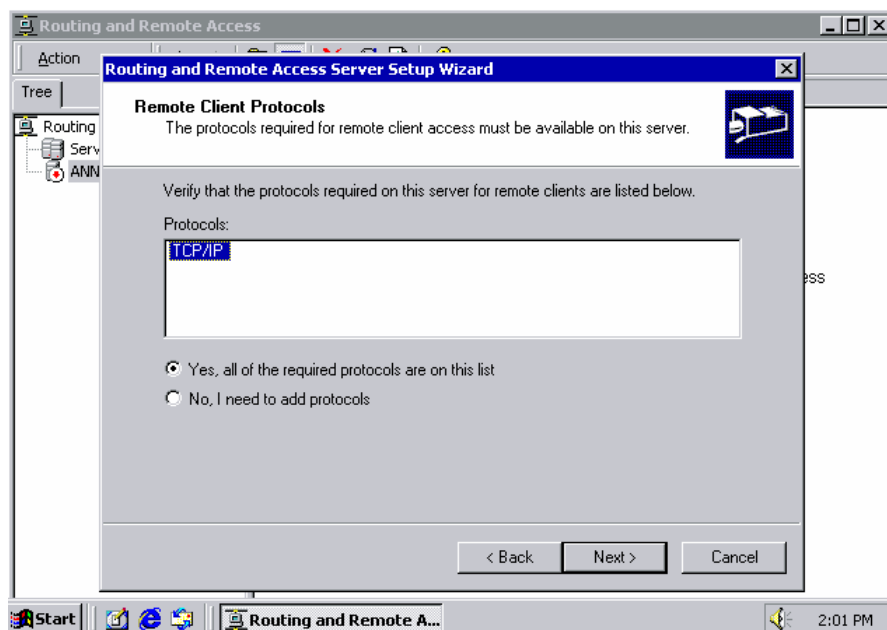 Routing and Remote Access
Action
Routing and Remote Access Server Setup Wizard
Tree
Remote Client Protocols
The protocols required for remote client access must be available on this server.
Routing
Serv
ANN
Verify that the protocols required on this server for remote clients are listed below.
Protocols:
TCP/IP
ess
Yes, all of the required protocols are on this list
No, I need to add protocols
< Back
Next >
Cancel
Start
Routing and Remote A...
2:01 PM